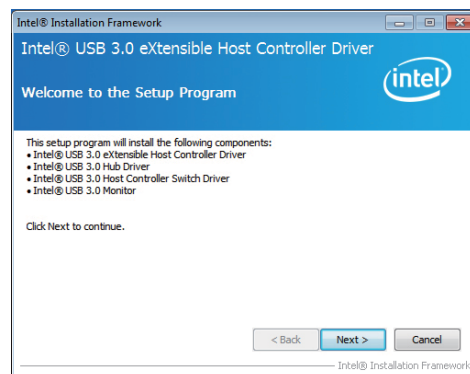 Intel® Installation Framework
Intel® USB 3.0 eXtensible Host Controller Driver
intel
Welcome to the Setup Program
This setup program will install the following components:
• Intel® USB 3.0 eXtensible Host Controller Driver
• Intel® USB 3.0 Hub Driver
• Intel® USB 3.0 Host Controller Switch Driver
• Intel® USB 3.0 Monitor
Click Next to continue.
< Back Next > Cancel
Intel® Installation Framework